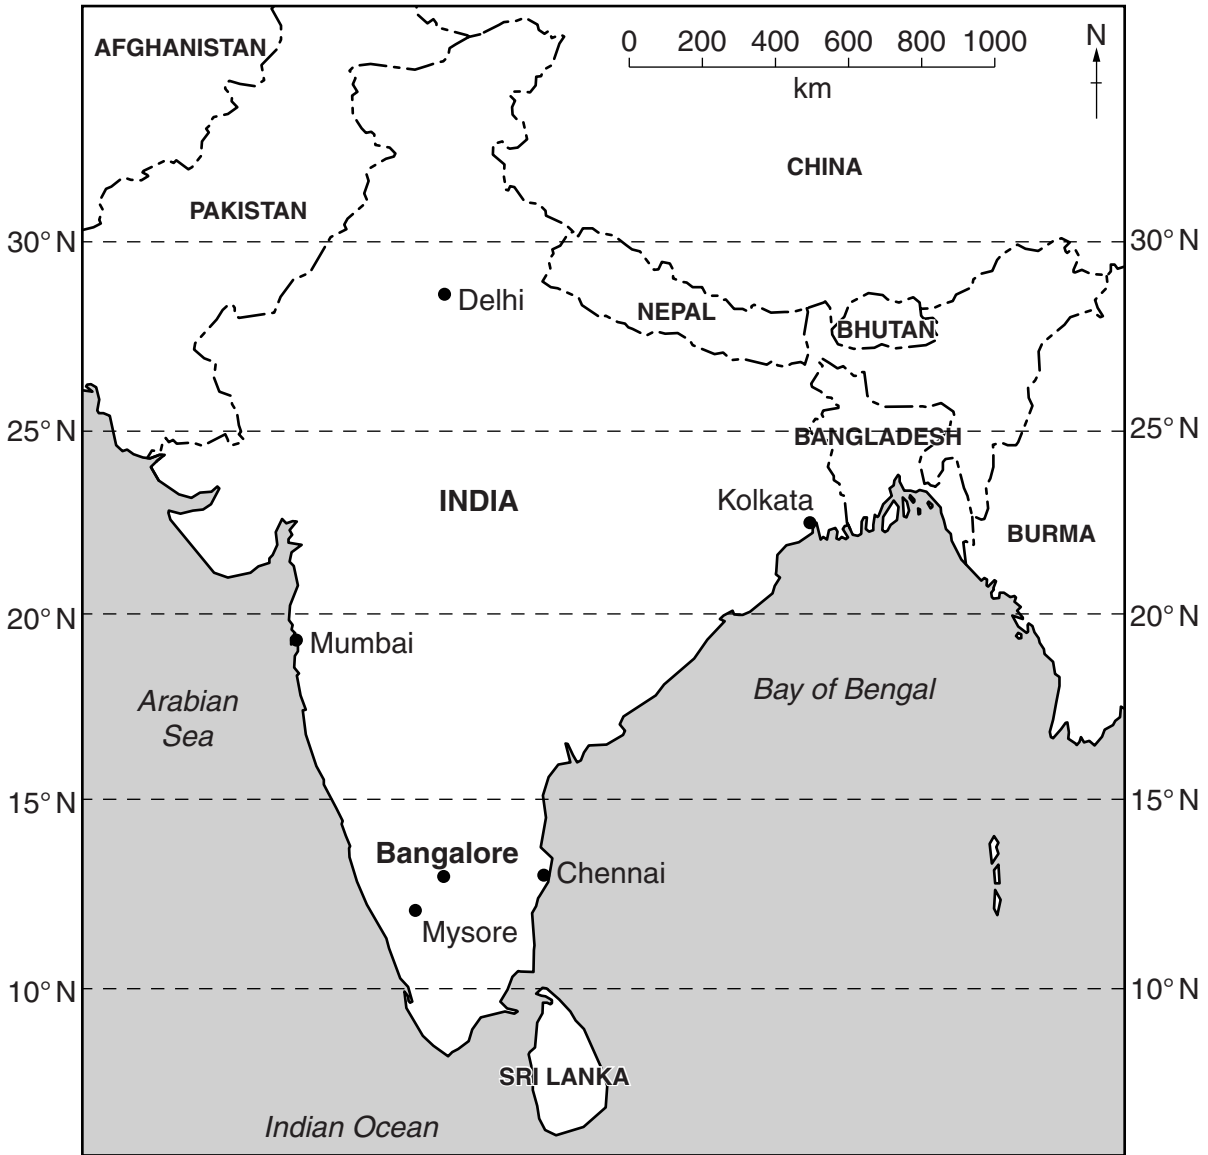 AFGHANISTAN
0 200 400 600 800 1000
km
N
CHINA
PAKISTAN
30° N
30° N
Delhi
NEPAL
BHUTAN
25° N
25° N
BANGLADESH
INDIA
Kolkata
BURMA
20° N
20° N
Mumbai
Arabian
Sea
Bay of Bengal
15° N
15° N
Bangalore
Chennai
Mysore
10° N
10° N
SRI LANKA
Indian Ocean